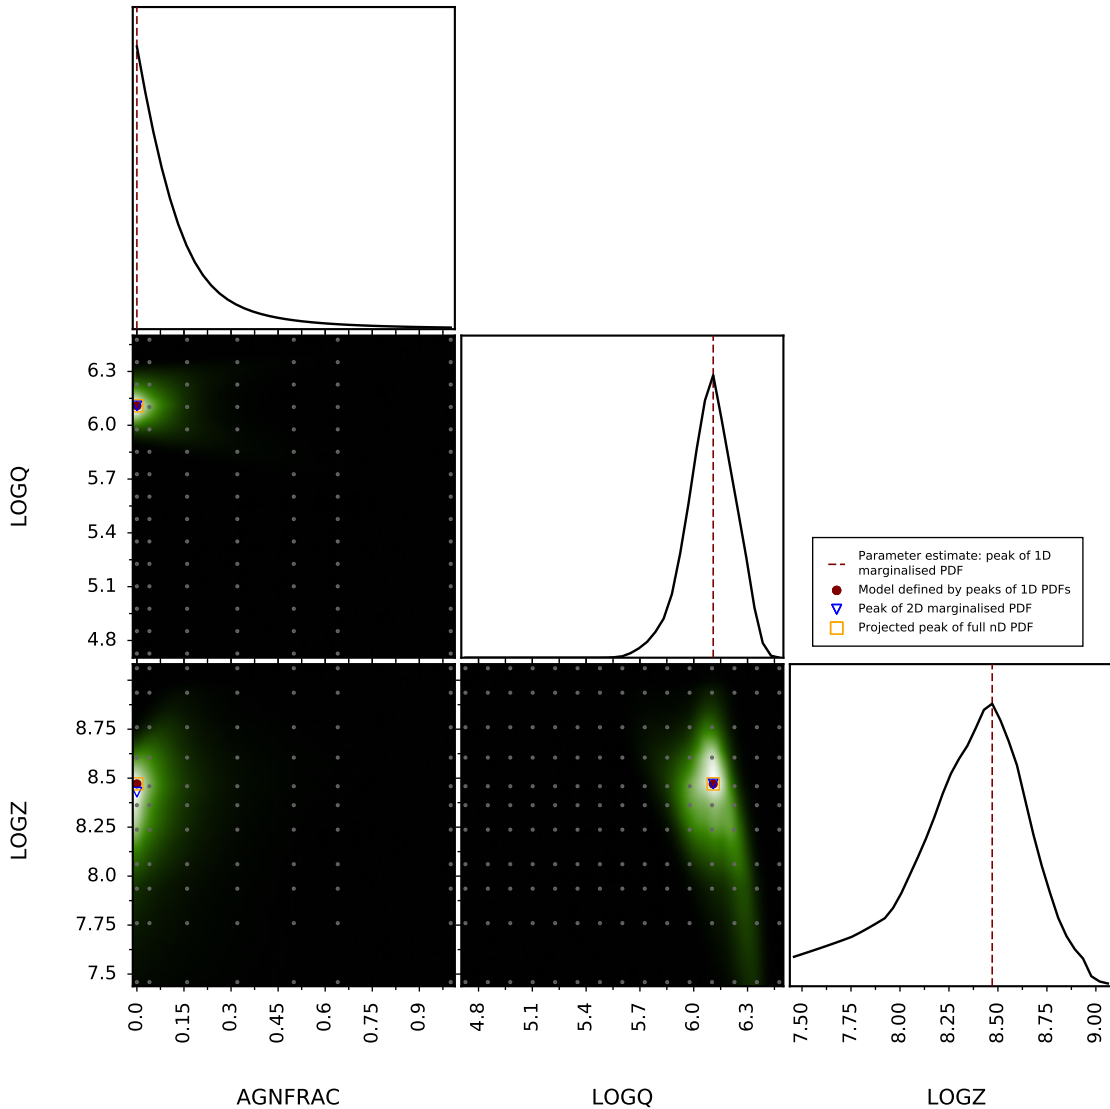 6.3
6.0
5.7
5.4
5.1
4.8
LOGQ
Parameter estimate: peak of 1D
marginalised PDF
Model defined by peaks of 1D PDFs
Peak of 2D marginalised PDF
Projected peak of full nD PDF
8.75
8.5
8.25
8.0
7.75
7.5
LOGZ
0.0 0.15 0.3 0.45 0.6 0.75 0.9
4.8 5.1 5.4 5.7 6.0 6.3
7.50 7.75 8.00 8.25 8.50 8.75 9.00
AGNFRAC LOGQ LOGZ